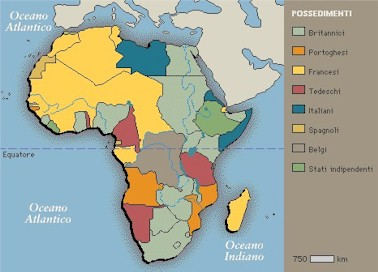 Oceano
Atlantico
Equatore
Oceano
Atlantico
Oceano
Indiano
POSSEDIMENTI
Britannici
Portoghesi
Francesi
Tedeschi
Italiani
Spagnoli
Belgi
Stati indipendenti
750 km